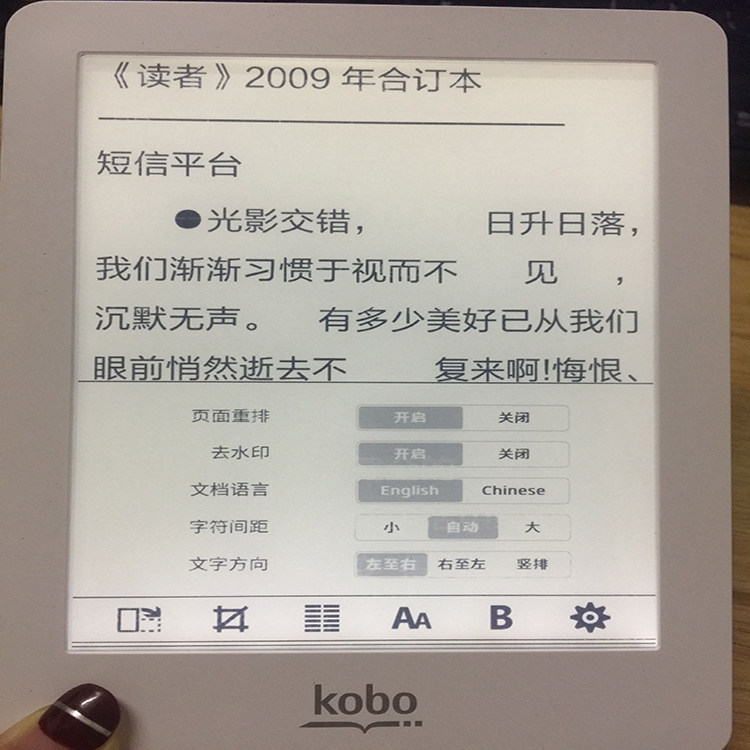 《读者》2009 年合订本
短信平台
●光影交错， 日升日落，
我们渐渐习惯于视而不 见 ，
沉默无声。 有多少美好已从我们
眼前悄然逝去不 复来啊!悔恨、
页面重排 开启 关闭
去水印 开启 关闭
文档语言 English Chinese
字符间距 小 自动 大
文字方向 左至右 右至左 竖排
AA B
kobo